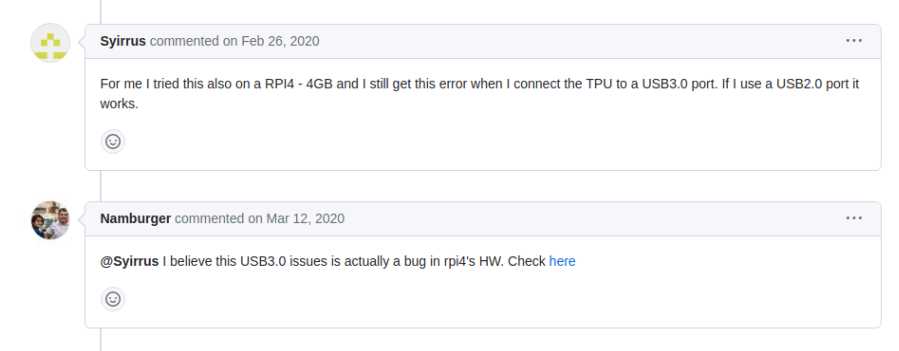 Syirrus commented on Feb 26, 2020
For me I tried this also on a RPI4 - 4GB and I still get this error when I connect the TPU to a USB3.0 port. If I use a USB2.0 port it
works.
Namburger commented on Mar 12, 2020
@Syirrus I believe this USB3.0 issues is actually a bug in rpi4's HW. Check here